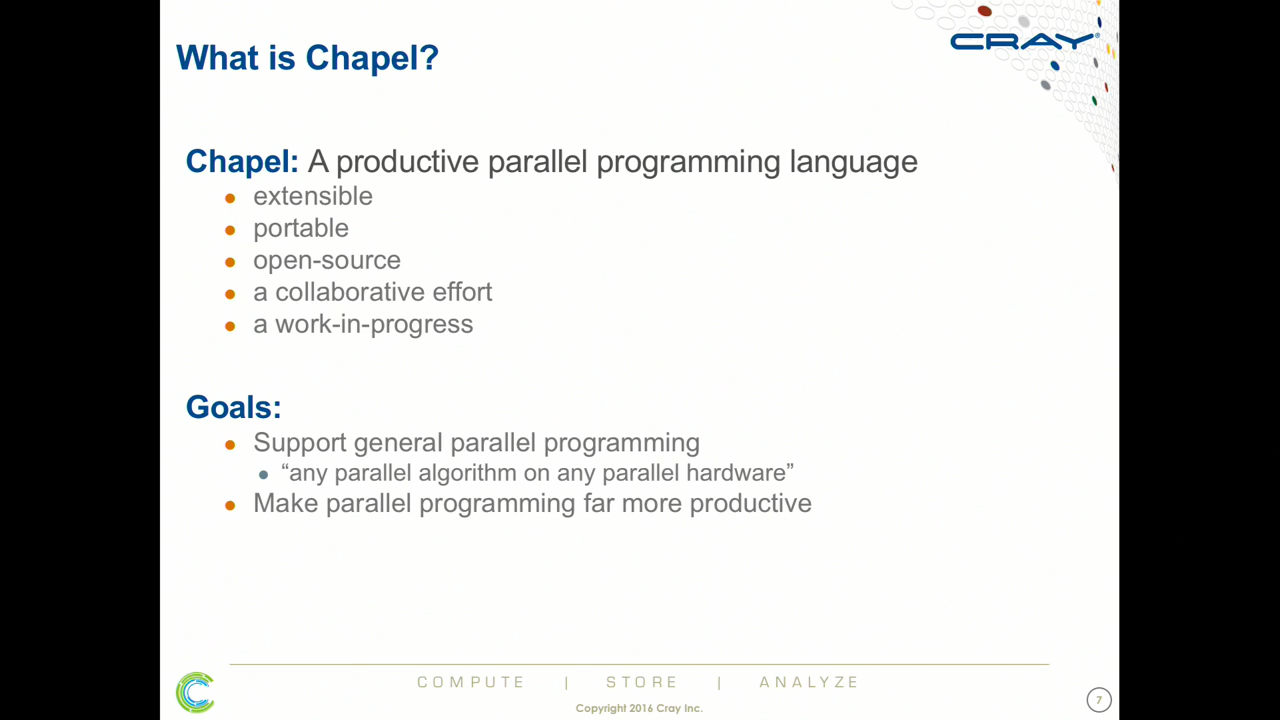 What is Chapel?
CRAY®
Chapel: A productive parallel programming language
● extensible
● portable
● open-source
● a collaborative effort
● a work-in-progress
Goals:
● Support general parallel programming
● “any parallel algorithm on any parallel hardware”
● Make parallel programming far more productive
COMPUTE | STORE | ANALYZE
Copyright 2016 Cray Inc.
7